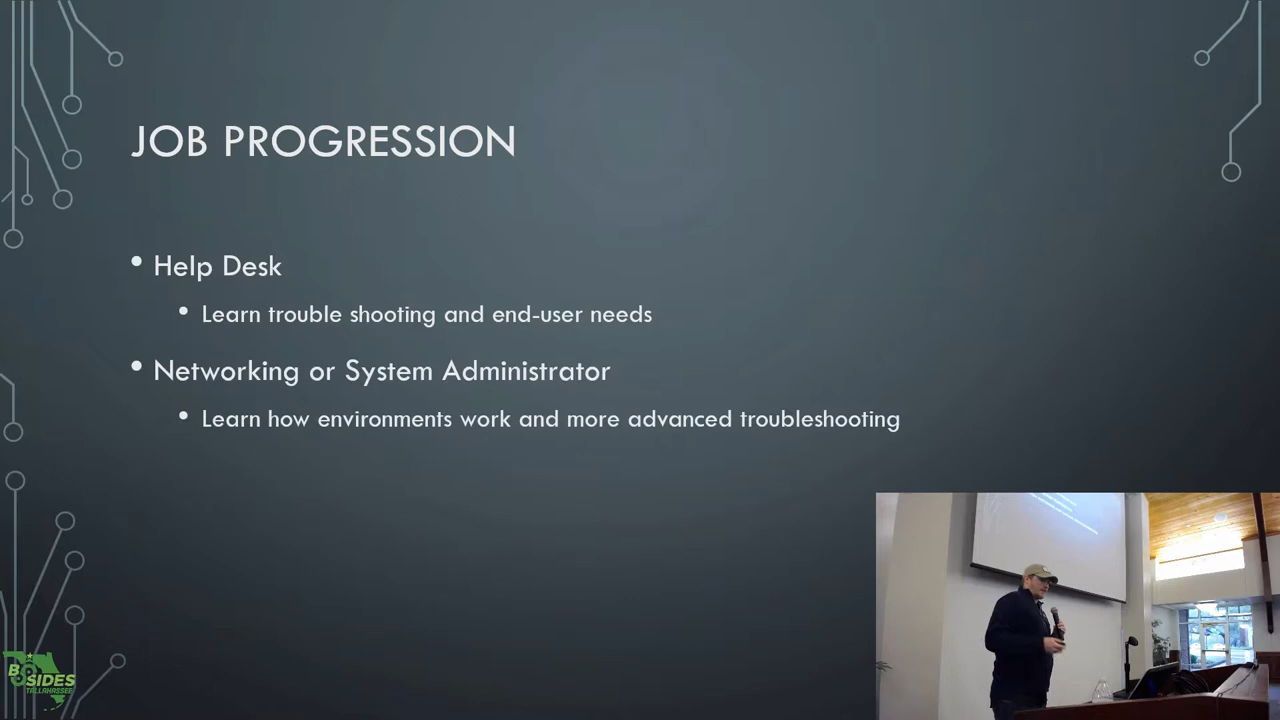 JOB PROGRESSION
• Help Desk
• Learn trouble shooting and end-user needs
• Networking or System Administrator
• Learn how environments work and more advanced troubleshooting
BSIDES
TALLAHASSEE